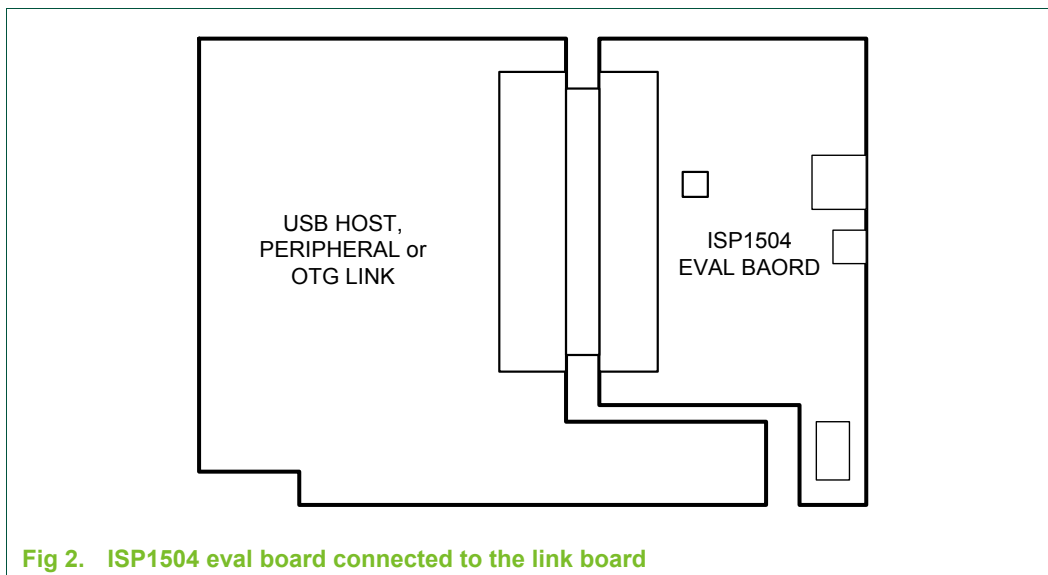 USB HOST,
PERIPHERAL or
OTG LINK
ISP1504
EVAL BAORD
Fig 2. ISP1504 eval board connected to the link board